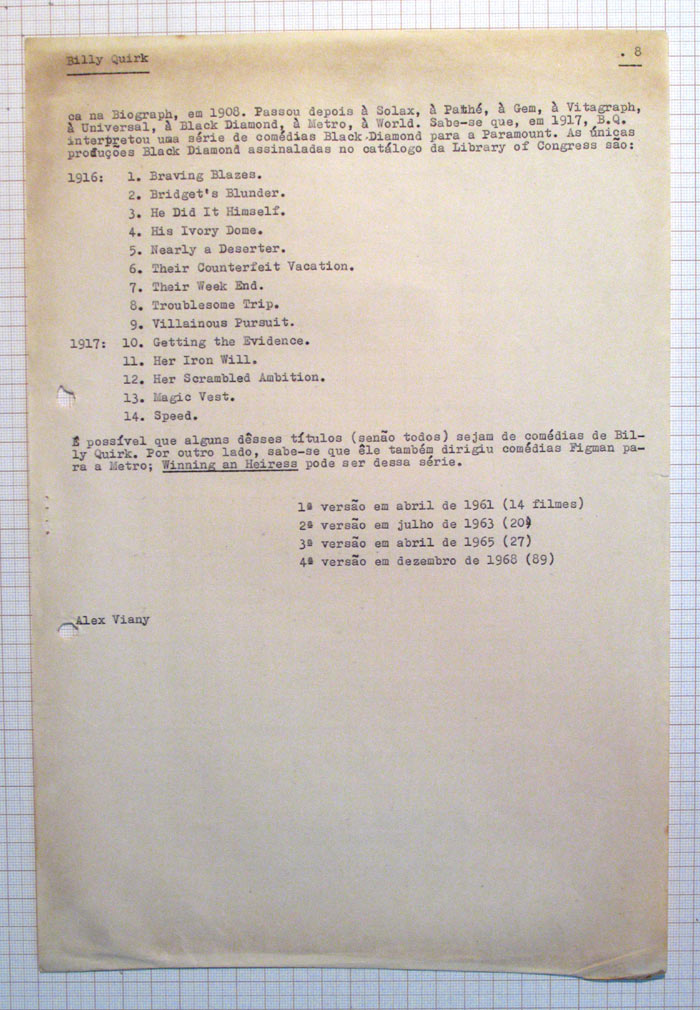 Billy Quirk . 8
ça na Biograph, em 1908. Passou depois à Solax, à Pathé, à Gem, à Vitagraph,
à Universal, à Black Diamond, à Metro, à World. Sabe-se que, em 1917, B.Q.
interpretou uma série de comédias Black Diamond para a Paramount. As únicas
produções Black Diamond assinaladas no catálogo da Library of Congress são:
1916: 1. Braving Blazes.
2. Bridget's Blunder.
3. He Did It Himself.
4. His Ivory Dome.
5. Nearly a Deserter.
6. Their Counterfeit Vacation.
7. Their Week End.
8. Troublesome Trip.
9. Villainous Pursuit.
1917: 10. Getting the Evidence.
11. Her Iron Will.
12. Her Scrambled Ambition.
13. Magic Vest.
14. Speed.
É possível que alguns dêsses títulos (senão todos) sejam de comédias de Bil-
ly Quirk. Por outro lado, sabe-se que êle também dirigiu comédias Figman pa-
ra a Metro; Winning an Heiress pode ser dessa série.
1ª versão em abril de 1961 (14 filmes)
2ª versão em julho de 1963 (20)
3ª versão em abril de 1965 (27)
4ª versão em dezembro de 1968 (89)
Alex Viany